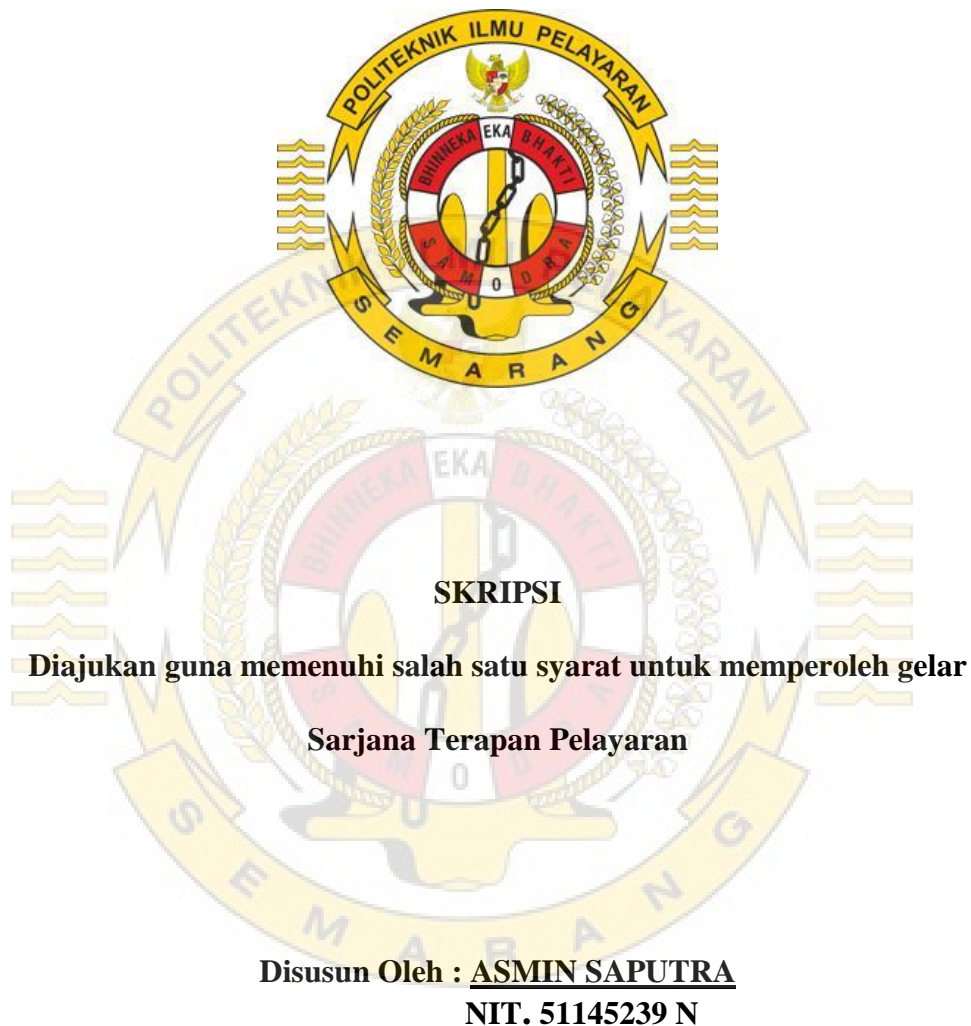 POLITEKNIK ILMU PELAYARAN
BHINNEKA EKA BHAKTI
SAMODRA
SEMARANG
SKRIPSI
Diajukan guna memenuhi salah satu syarat untuk memperoleh gelar
Sarjana Terapan Pelayaran
Disusun Oleh : ASMIN SAPUTRA
NIT. 51145239 N